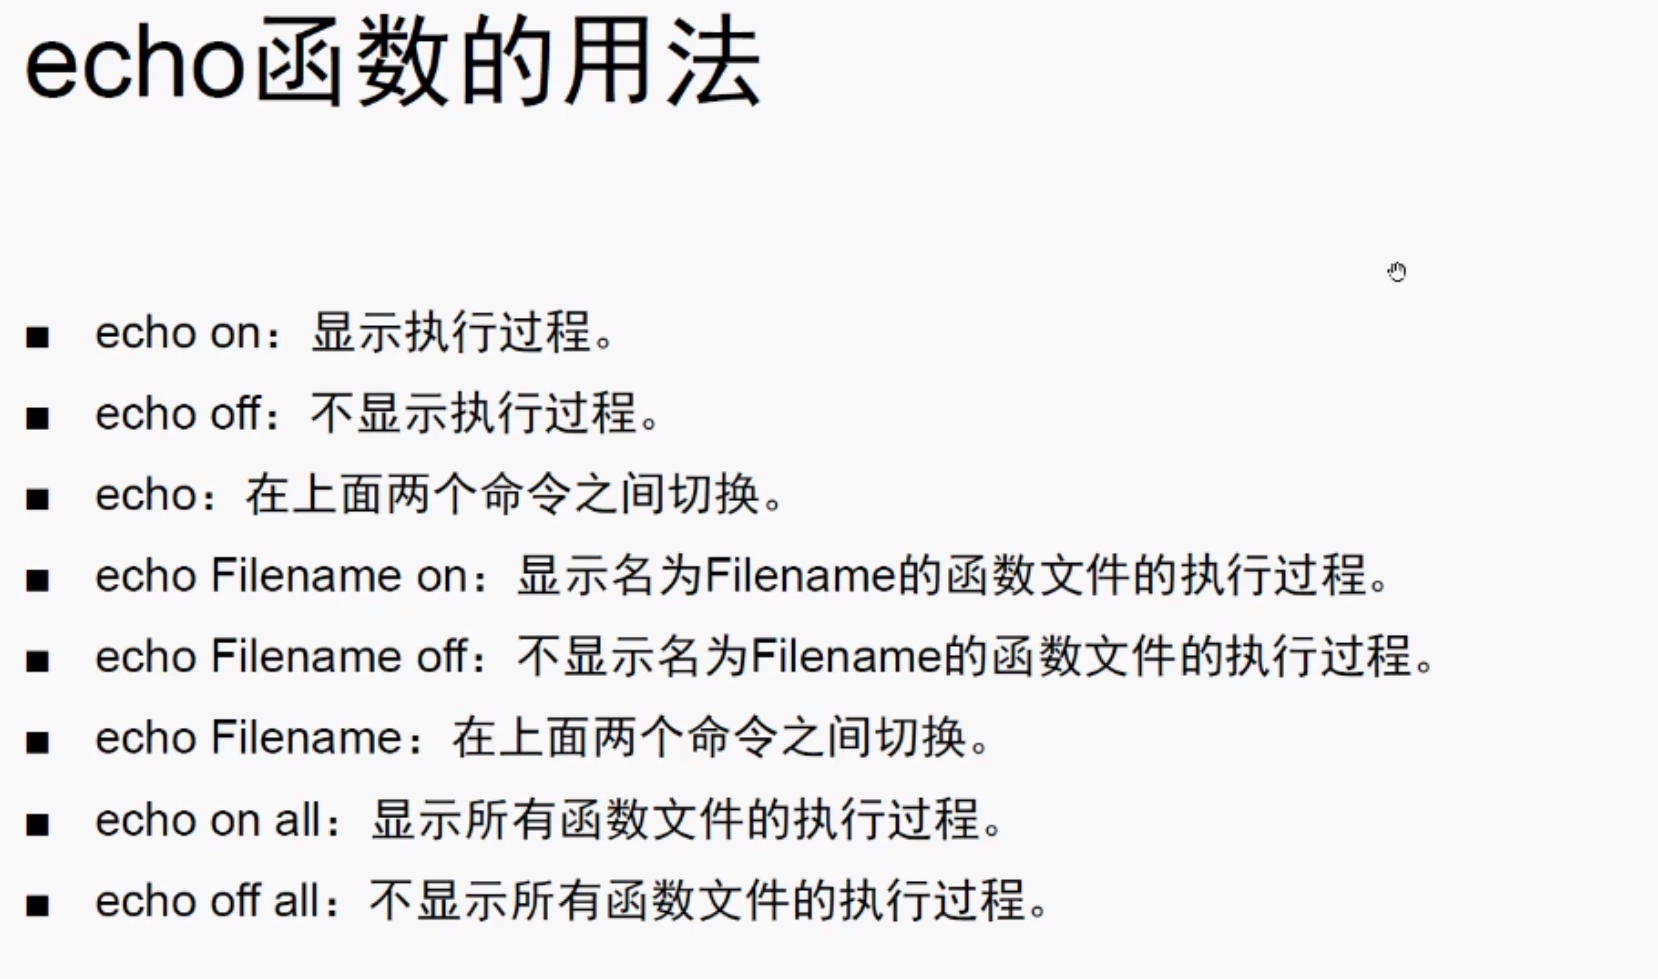 echo函数的用法
■ echo on：显示执行过程。
■ echo off：不显示执行过程。
■ echo：在上面两个命令之间切换。
■ echo Filename on：显示名为Filename的函数文件的执行过程。
■ echo Filename off：不显示名为Filename的函数文件的执行过程。
■ echo Filename：在上面两个命令之间切换。
■ echo on all：显示所有函数文件的执行过程。
■ echo off all：不显示所有函数文件的执行过程。